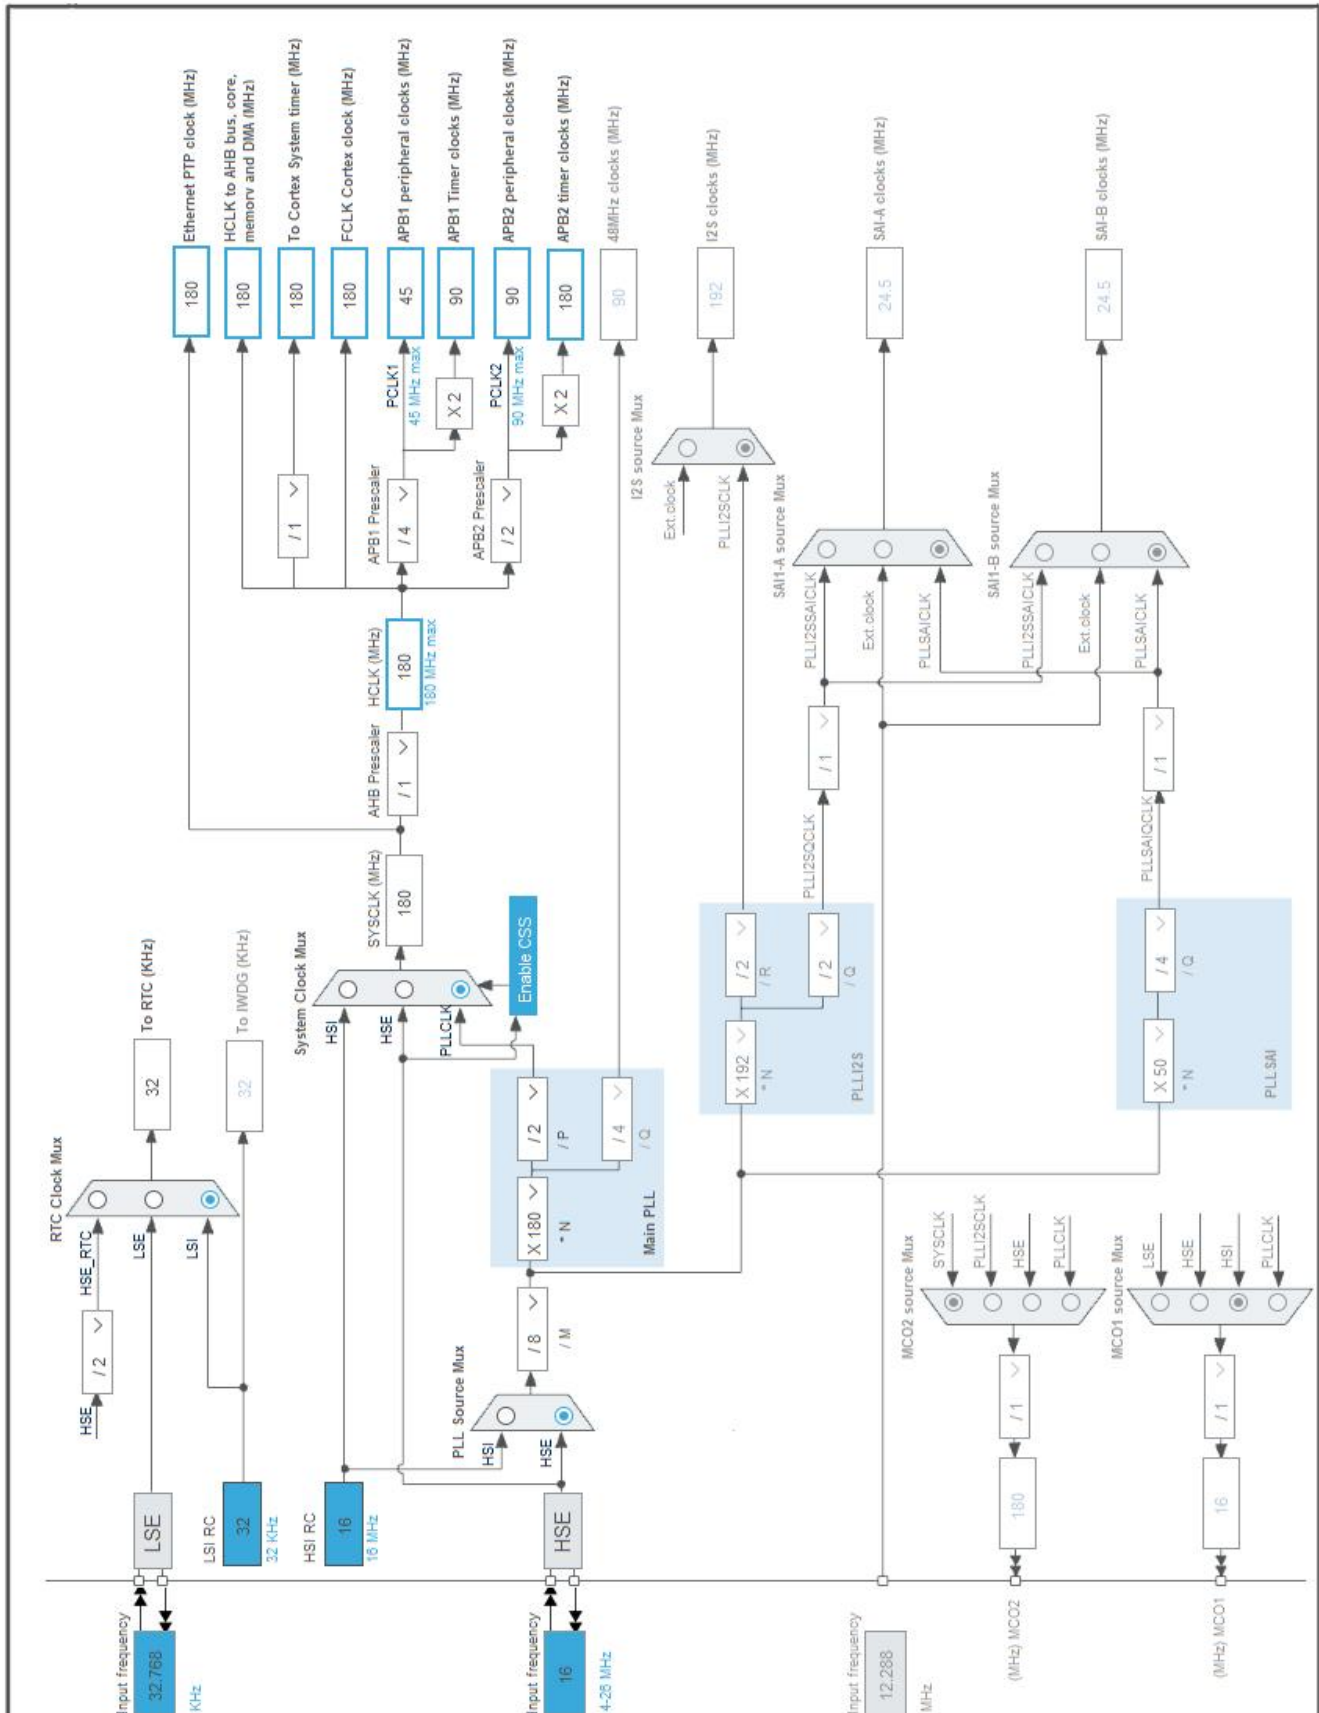 Input frequency
32.768
KHz
LSE
LSI RC
32
32 KHz
HSI RC
16
16 MHz
HSE
/ 2
HSE_RTC
LSE
LSI
RTC Clock Mux
32
To RTC (KHz)
32
To IWDG (KHz)
Input frequency
16
4-26 MHz
HSE
PLL Source Mux
HSI
HSE
/ 8
/ M
X 180
* N
/ 2
/ P
/ 4
/ Q
Main PLL
System Clock Mux
HSI
HSE
PLLCLK
Enable CSS
SYSCLK (MHz)
180
AHB Prescaler
/ 1
HCLK (MHz)
180
180 MHz max
/ 1
APB1 Prescaler
/ 4
PCLK1
45 MHz max
X 2
APB2 Prescaler
/ 2
PCLK2
90 MHz max
X 2
180
Ethernet PTP clock (MHz)
180
HCLK to AHB bus, core,
memory and DMA (MHz)
180
To Cortex System timer (MHz)
180
FCLK Cortex clock (MHz)
45
APB1 peripheral clocks (MHz)
90
APB1 Timer clocks (MHz)
90
APB2 peripheral clocks (MHz)
180
APB2 timer clocks (MHz)
90
48MHz clocks (MHz)
X 192
* N
/ 2
/ R
/ 2
/ Q
PLLI2S
I2S source Mux
Ext.clock
PLLI2SCLK
192
I2S clocks (MHz)
PLLI2SQCLK
/ 1
SAI1-A source Mux
PLLI2SSAICLK
Ext.clock
PLLSAICLK
24.5
SAI-A clocks (MHz)
X 50
* N
/ 4
/ Q
PLLSAI
PLLSAIQCLK
/ 1
SAI1-B source Mux
PLLI2SSAICLK
Ext.clock
PLLSAICLK
24.5
SAI-B clocks (MHz)
Input frequency
12.288
MHz
(MHz) MCO2
180
/ 1
MCO2 source Mux
SYSCLK
PLLI2SCLK
HSE
PLLCLK
(MHz) MCO1
16
/ 1
MCO1 source Mux
LSE
HSE
HSI
PLLCLK